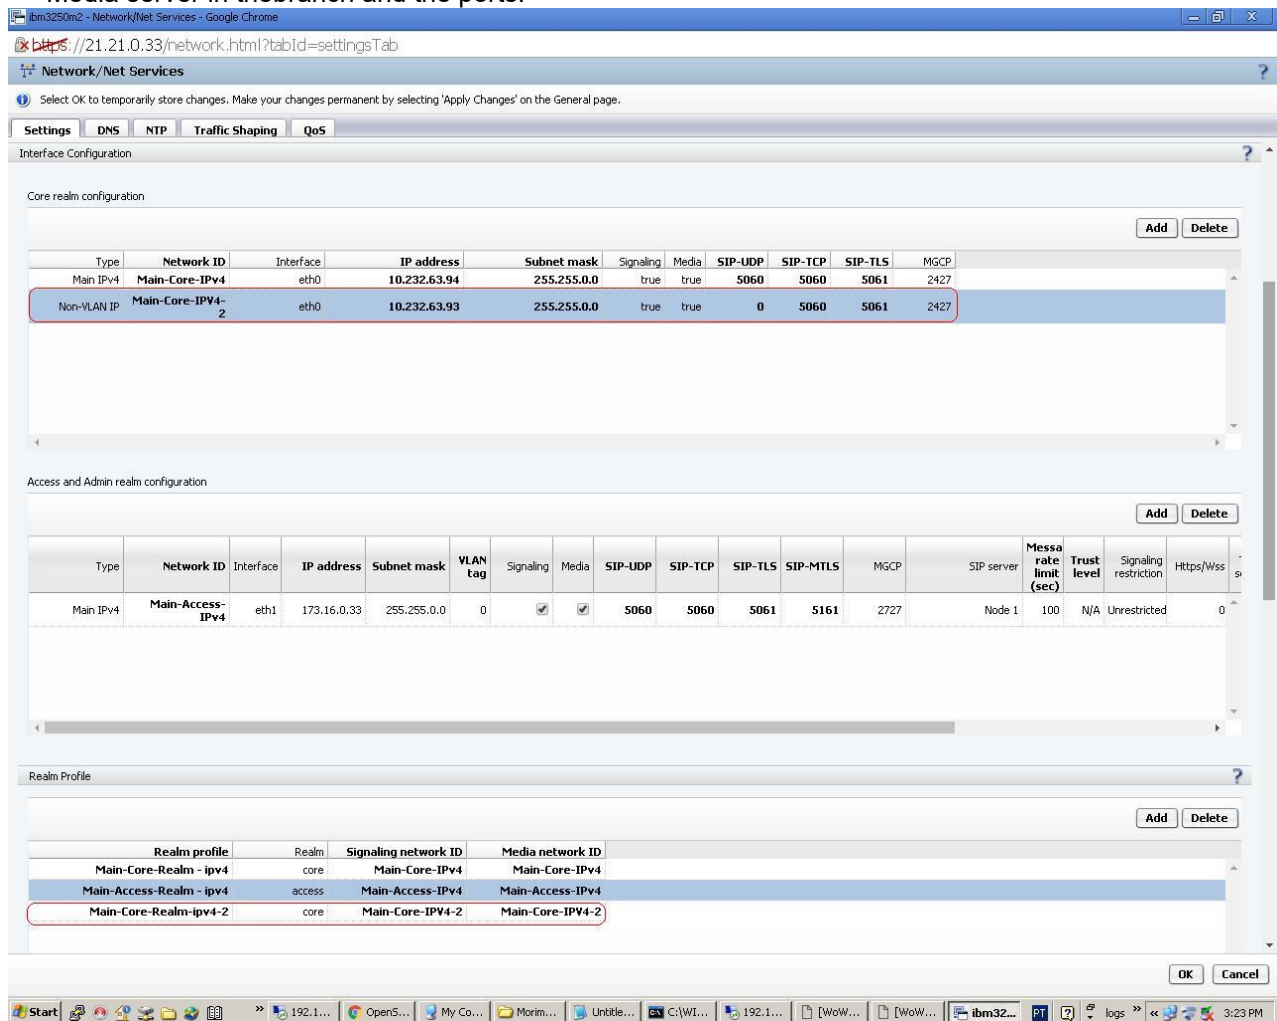 Media server in thebranch and the ports.
ibm3250m2 - Network/Net Services - Google Chrome
https://21.21.0.33/network.html?tabId=settingsTab
Network/Net Services
?
Select OK to temporarily store changes. Make your changes permanent by selecting 'Apply Changes' on the General page.
Settings DNS NTP Traffic Shaping QoS
Interface Configuration ?
Core realm configuration
Add Delete
Type Network ID Interface IP address Subnet mask Signaling Media SIP-UDP SIP-TCP SIP-TLS MGCP
Main IPv4 Main-Core-IPv4 eth0 10.232.63.94 255.255.0.0 true true 5060 5060 5061 2427
Non-VLAN IP Main-Core-IPV4-2 eth0 10.232.63.93 255.255.0.0 true true 0 5060 5061 2427
Access and Admin realm configuration
Add Delete
Type Network ID Interface IP address Subnet mask VLAN tag Signaling Media SIP-UDP SIP-TCP SIP-TLS SIP-MTLS MGCP SIP server Messa rate limit (sec) Trust level Signaling restriction Https/Wss
Main IPv4 Main-Access-IPv4 eth1 173.16.0.33 255.255.0.0 0 5060 5060 5061 5161 2727 Node 1 100 N/A Unrestricted 0
Realm Profile ?
Add Delete
Realm profile Realm Signaling network ID Media network ID
Main-Core-Realm - ipv4 core Main-Core-IPv4 Main-Core-IPv4
Main-Access-Realm - ipv4 access Main-Access-IPv4 Main-Access-IPv4
Main-Core-Realm-ipv4-2 core Main-Core-IPV4-2 Main-Core-IPV4-2
OK Cancel
Start » 192.1... OpenS... My Co... Morim... Untitle... C:\WI... 192.1... [WoW... [WoW... ibm32... PT ? logs » « 3:23 PM